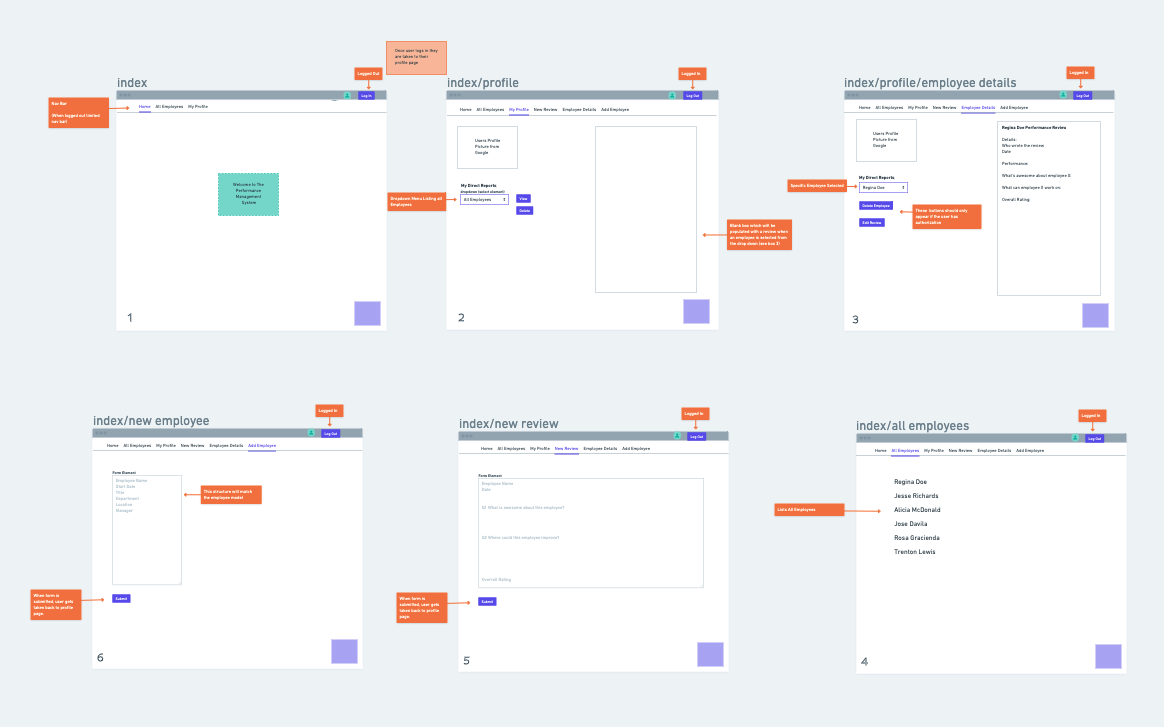 Once user logs in they
are taken to their
profile page
index
Logged Out
Log In
Nav Bar
(When logged out limited
nav bar)
Home All Employees My Profile
Welcome to The
Performance
Management
System
1
index/profile
Logged In
Log Out
Home All Employees My Profile New Review Employee Details Add Employee
Users Profile
Picture from
Google
My Direct Reports
dropdown (select element)
All Employees
View
Delete
Dropdown Menu Listing all
Employees
Blank box which will be
populated with a review when
an employee is selected from
the drop down (see box 3)
2
index/profile/employee details
Logged In
Log Out
Home All Employees My Profile New Review Employee Details Add Employee
Users Profile
Picture from
Google
My Direct Reports
Specific Employee Selected
Regina Doe
Delete Employee
Edit Review
These buttons should only
appear if the user has
authorization
Regina Doe Performance Review
Details:
Who wrote the review
Date
Performance:
What's awesome about employee X:
What can employee X work on:
Overall Rating:
3
index/new employee
Logged In
Log Out
Home All Employees My Profile New Review Employee Details Add Employee
Form Element
Employee Name
Start Date
Title
Department
Location
Manager
This structure will match
the employee model
When form is
submitted, user gets
taken back to profile
page.
Submit
6
index/new review
Logged In
Log Out
Home All Employees My Profile New Review Employee Details Add Employee
Form Element
Employee Name
Date
What is awesome about this employee?
Where could this employee improve?
Overall Rating
When form is
submitted, user gets
taken back to profile
page.
Submit
5
index/all employees
Logged In
Log Out
Home All Employees My Profile New Review Employee Details Add Employee
Lists All Employees
Regina Doe
Jesse Richards
Alicia McDonald
Jose Davila
Rosa Gracienda
Trenton Lewis
4